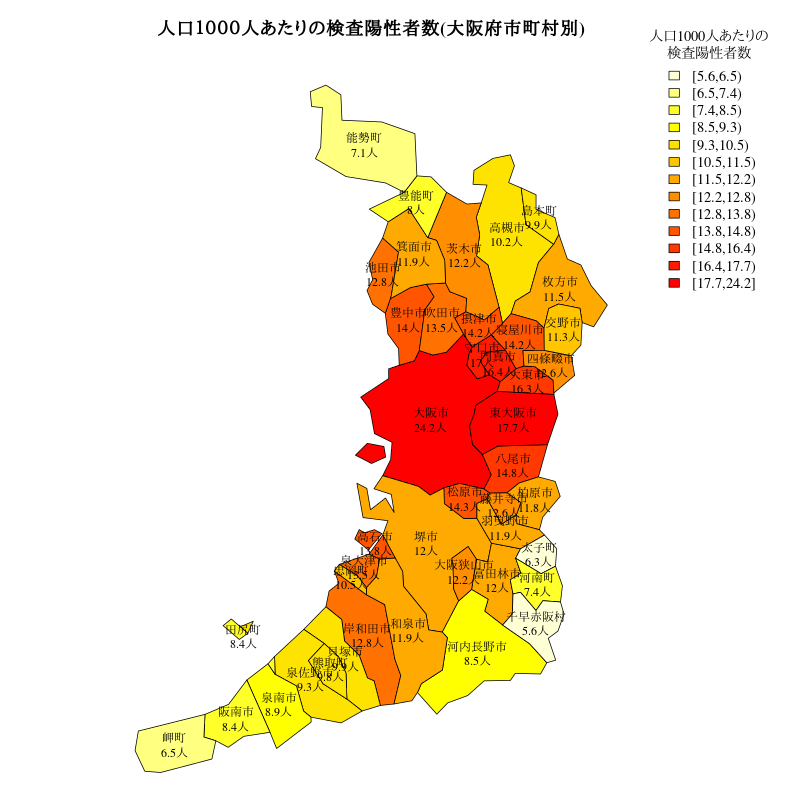 人口1000人あたりの検査陽性者数(大阪府市町村別)
人口1000人あたりの
検査陽性者数
[5.6,6.5)
[6.5,7.4)
[7.4,8.5)
[8.5,9.3)
[9.3,10.5)
[10.5,11.5)
[11.5,12.2)
[12.2,12.8)
[12.8,13.8)
[13.8,14.8)
[14.8,16.4)
[16.4,17.7)
[17.7,24.2]
能勢町
7.1人
豊能町
8人
島本町
9.9人
高槻市
10.2人
茨木市
12.2人
箕面市
11.9人
池田市
12.8人
枚方市
11.5人
豊中市
14人
吹田市
13.5人
摂津市
14.2人
寝屋川市
14.2人
交野市
11.3人
守口市
17人
門真市
16.4人
四條畷市
12.6人
大東市
16.3人
大阪市
24.2人
東大阪市
17.7人
八尾市
14.8人
松原市
14.3人
柏原市
11.8人
藤井寺市
12.6人
羽曳野市
11.9人
堺市
12人
高石市
13.8人
太子町
6.3人
泉大津市
13.5人
忠岡町
10.5人
大阪狭山市
12.2人
富田林市
12人
河南町
7.4人
千早赤阪村
5.6人
和泉市
11.9人
岸和田市
12.8人
田尻町
8.4人
河内長野市
8.5人
貝塚市
9.9人
熊取町
9.8人
泉佐野市
9.3人
泉南市
8.9人
阪南市
8.4人
岬町
6.5人